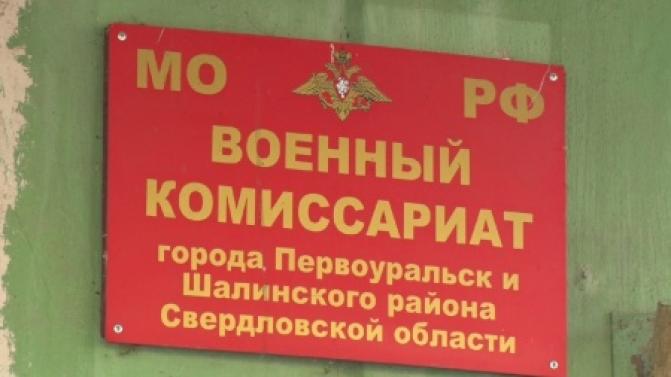 МО РФ
ВОЕННЫЙ
КОМИССАРИАТ
города Первоуральск и
Шалинского района
Свердловской области